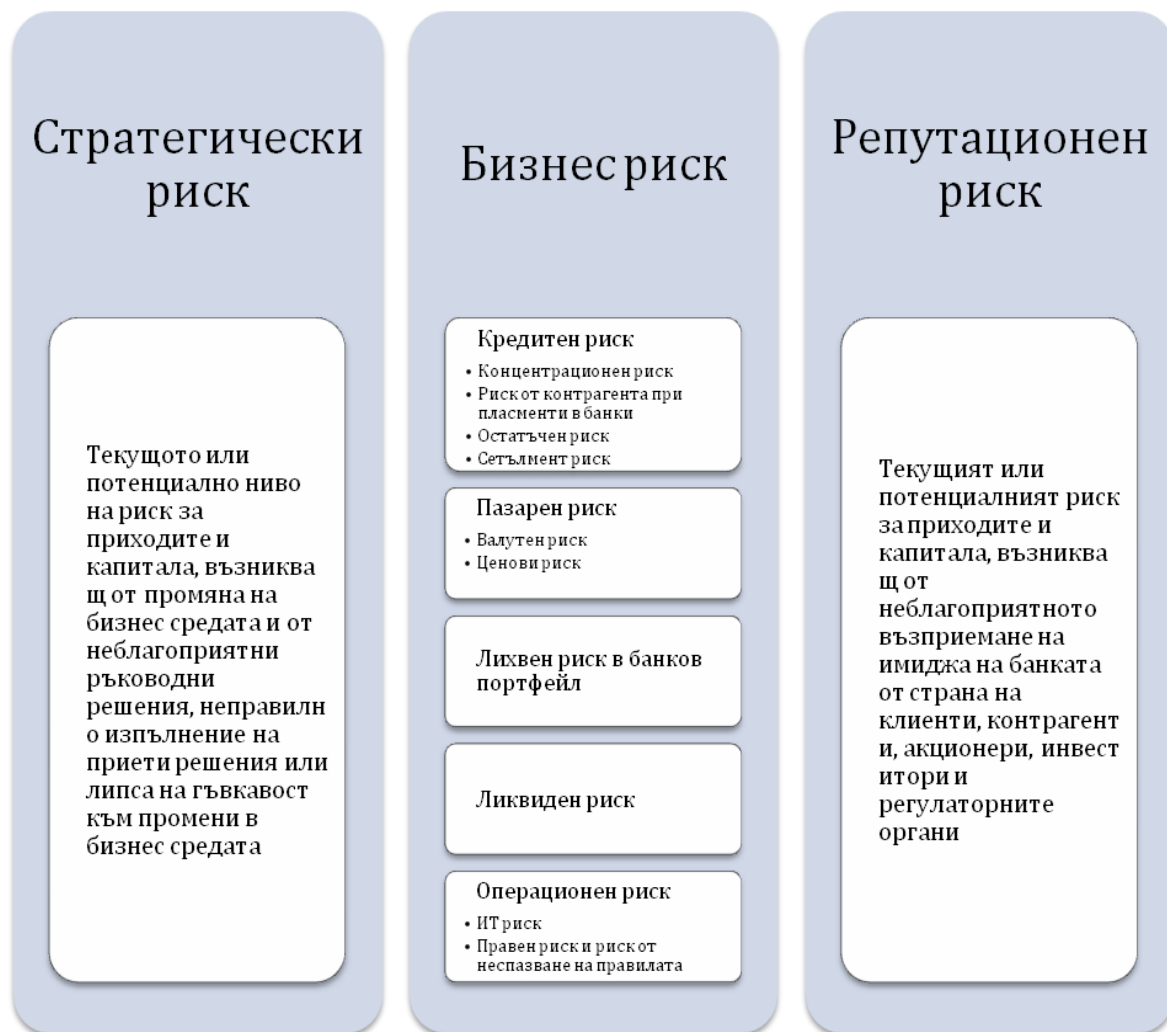 Стратегически
риск
Текущото или
потенциално ниво
на риск за
приходите и
капитала, възниква
щ от промяна на
бизнес средата и от
неблагоприятни
ръководни
решения, неправилн
о изпълнение на
приети решения или
липса на гъвкавост
към промени в
бизнес средата
Бизнес риск
Кредитен риск
• Концентрационен риск
• Риск от контрагента при
пласменти в банки
• Остатъчен риск
• Сетълмент риск
Пазарен риск
• Валутен риск
• Ценови риск
Лихвен риск в банков
портфейл
Ликвиден риск
Операционен риск
• ИТ риск
• Правен риск и риск от
неспазване на правилата
Репутационен
риск
Текущият или
потенциалният риск
за приходите и
капитала, възниква
щ от
неблагоприятното
възприемане на
имиджа на банката
от страна на
клиенти, контрагент
и, акционери, инвест
итори и
регулаторните
органи